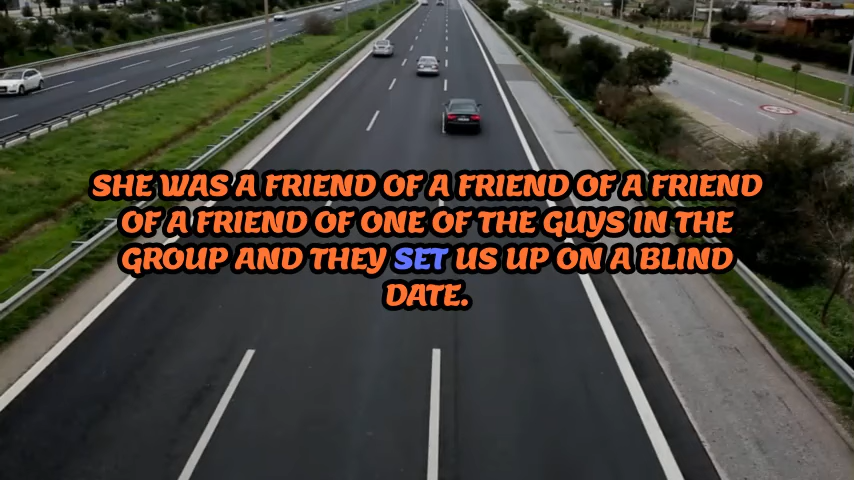 SHE WAS A FRIEND OF A FRIEND OF A FRIEND
OF A FRIEND OF ONE OF THE GUYS IN THE
GROUP AND THEY SET US UP ON A BLIND
DATE.